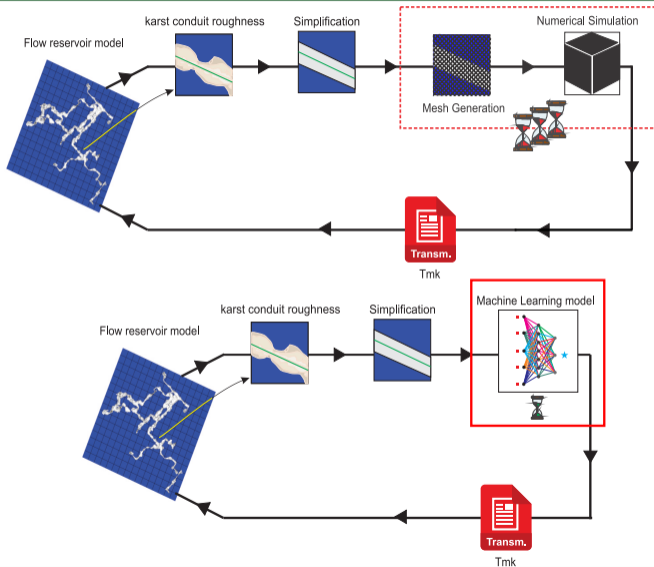 karst conduit roughness
Simplification
Numerical Simulation
Flow reservoir model
Mesh Generation
Transm.
Tmk
Machine Learning model
karst conduit roughness
Simplification
Flow reservoir model
Transm.
Tmk